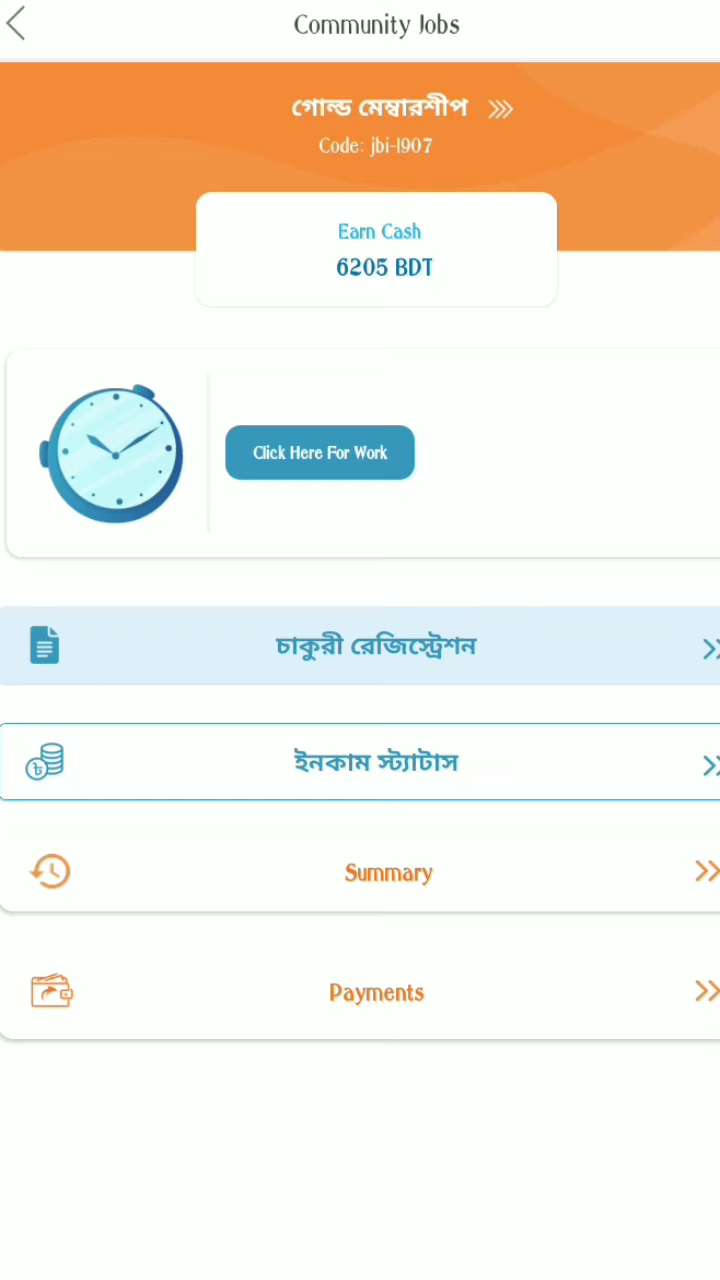 Community Jobs
গোল্ড মেম্বারশীপ
Code: jbi-1907
Earn Cash
6205 BDT
Click Here For Work
চাকুরী রেজিস্ট্রেশন
ইনকাম স্ট্যাটাস
Summary
Payments